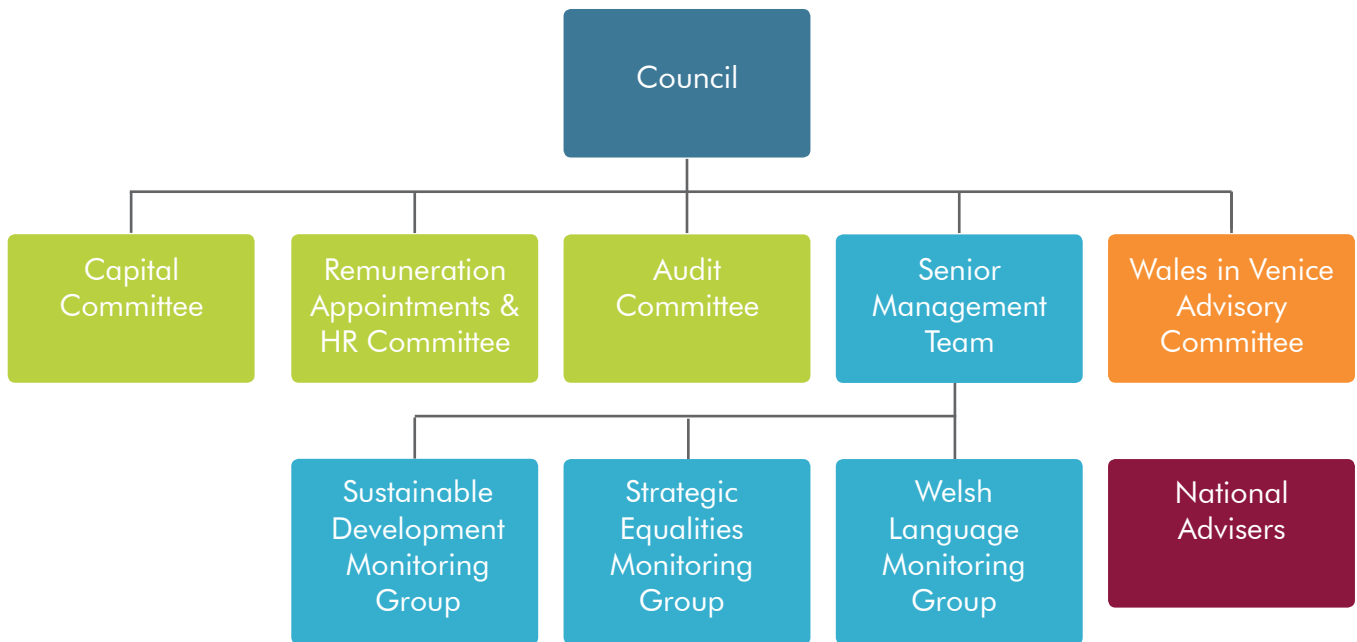 Council
Capital
Committee
Remuneration
Appointments &
HR Committee
Audit
Committee
Senior
Management
Team
Wales in Venice
Advisory
Committee
Sustainable
Development
Monitoring
Group
Strategic
Equalities
Monitoring
Group
Welsh
Language
Monitoring
Group
National
Advisers